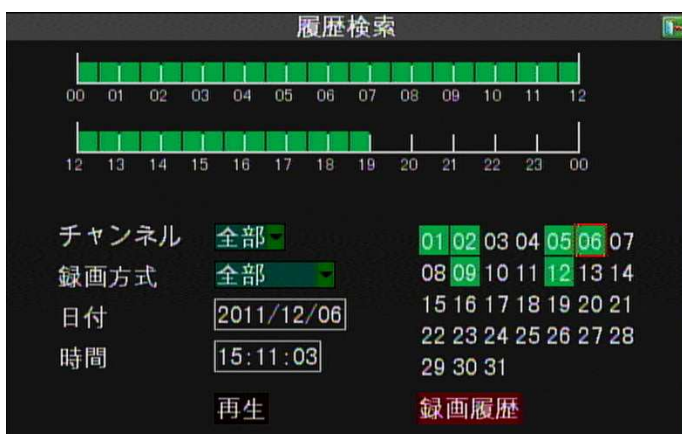 履歴検索
00 01 02 03 04 05 06 07 08 09 10 11 12
12 13 14 15 16 17 18 19 20 21 22 23 00
チャンネル 全部
録画方式 全部
日付 2011/12/06
時間 15:11:03
再生
01 02 03 04 05 06 07
08 09 10 11 12 13 14
15 16 17 18 19 20 21
22 23 24 25 26 27 28
29 30 31
録画履歴